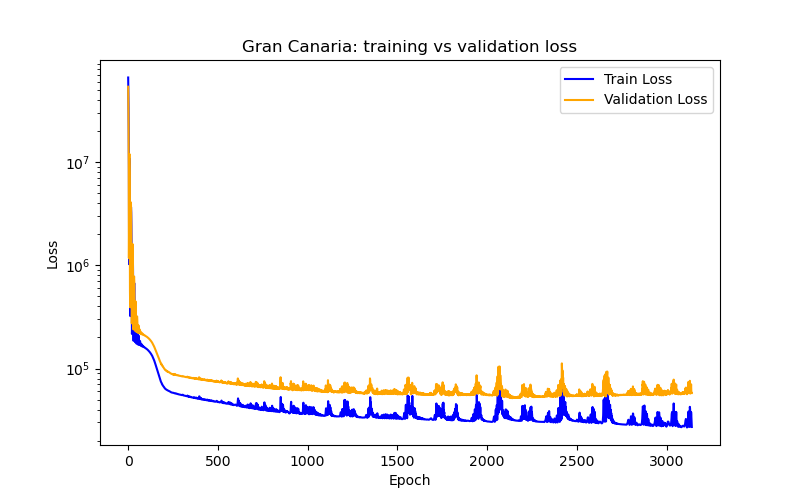 Gran Canaria: training vs validation loss
Train Loss
Validation Loss
10^7
10^6
10^5
Loss
0 500 1000 1500 2000 2500 3000
Epoch